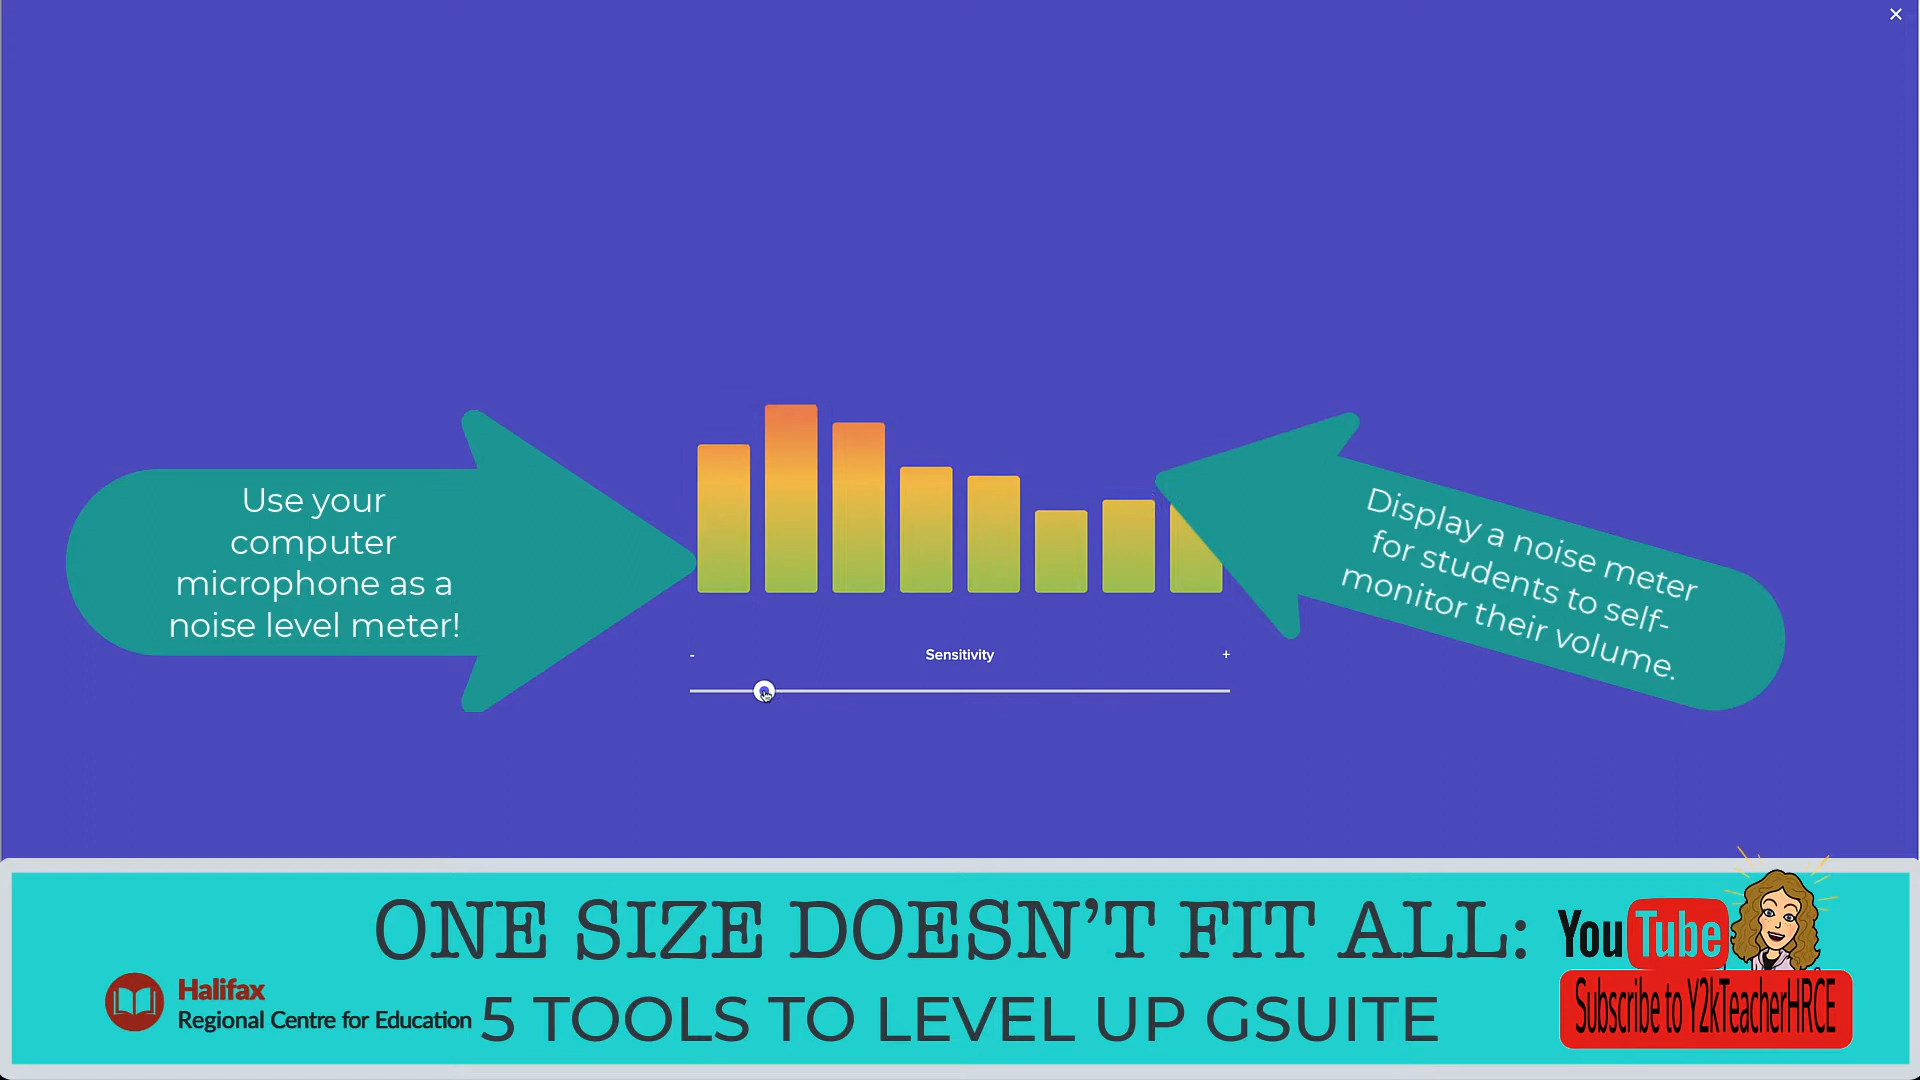 Use your
computer
microphone as a
noise level meter!
Display a noise meter
for students to self-
monitor their volume.
- Sensitivity +
ONE SIZE DOESN'T FIT ALL:
5 TOOLS TO LEVEL UP GSUITE
Halifax
Regional Centre for Education
YouTube
Subscribe to Y2kTeacherHRCE